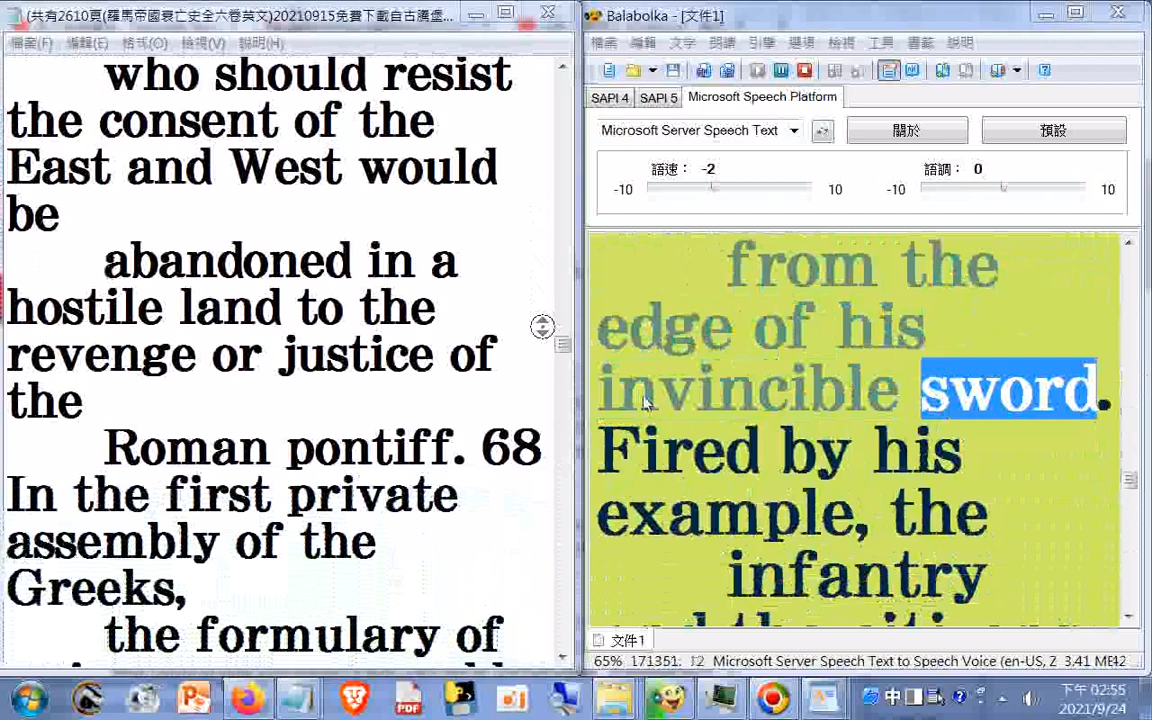 (共有2610頁(羅馬帝國衰亡史全六卷英文)20210915免費下載自古騰堡...
檔案(F) 編輯(E) 格式(O) 檢視(V) 說明(H)
who should resist
the consent of the
East and West would
be
abandoned in a
hostile land to the
revenge or justice of
the
Roman pontiff. 68
In the first private
assembly of the
Greeks,
the formulary of
Balabolka - [文件1]
檔案 編輯 文字 朗讀 引擎 選項 檢視 工具 書籤 說明
SAPI 4 SAPI 5 Microsoft Speech Platform
Microsoft Server Speech Text 關於 預設
語速： -2 語調： 0
-10 10 -10 10
from the
edge of his
invincible sword.
Fired by his
example, the
infantry
文件1
65% 171351. Microsoft Server Speech Text to Speech Voice (en-US, Z 3.41 ME
中 下午 02:55
2021/9/24